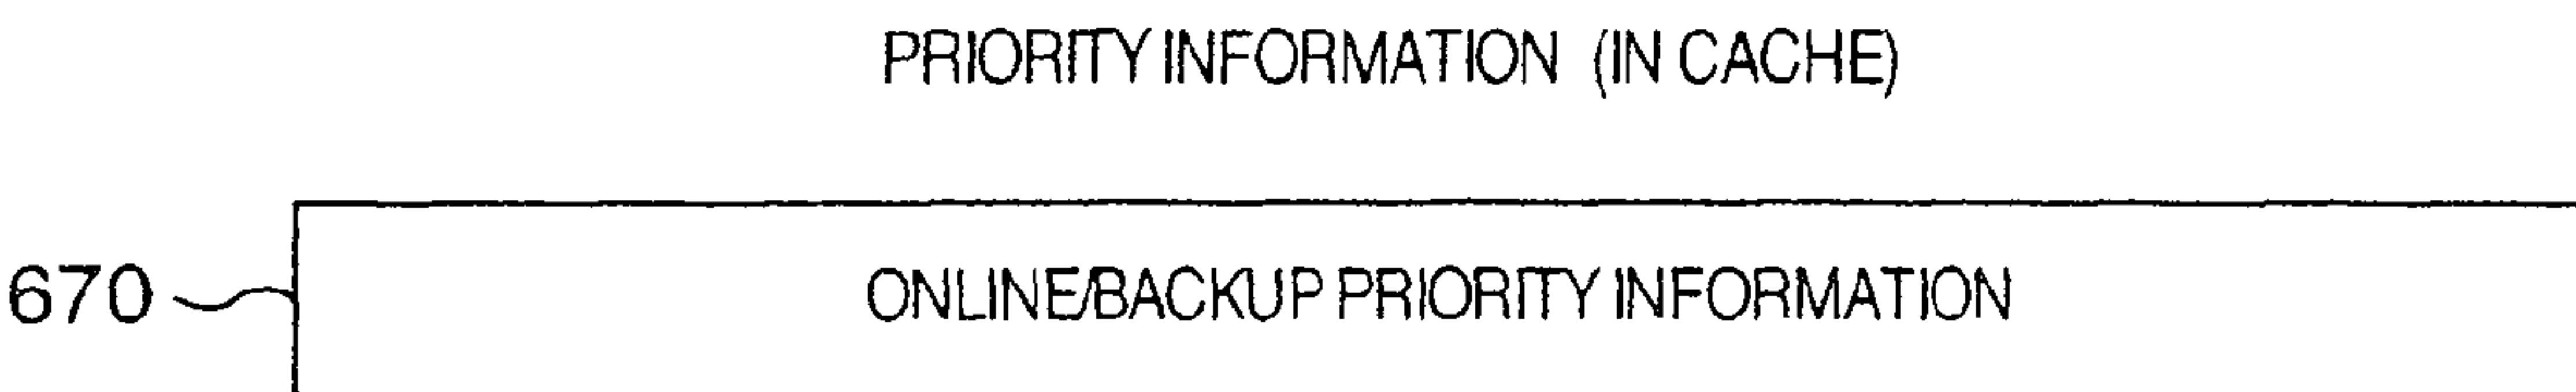 PRIORITY INFORMATION (IN CACHE)
670 ONLINE/BACKUP PRIORITY INFORMATION